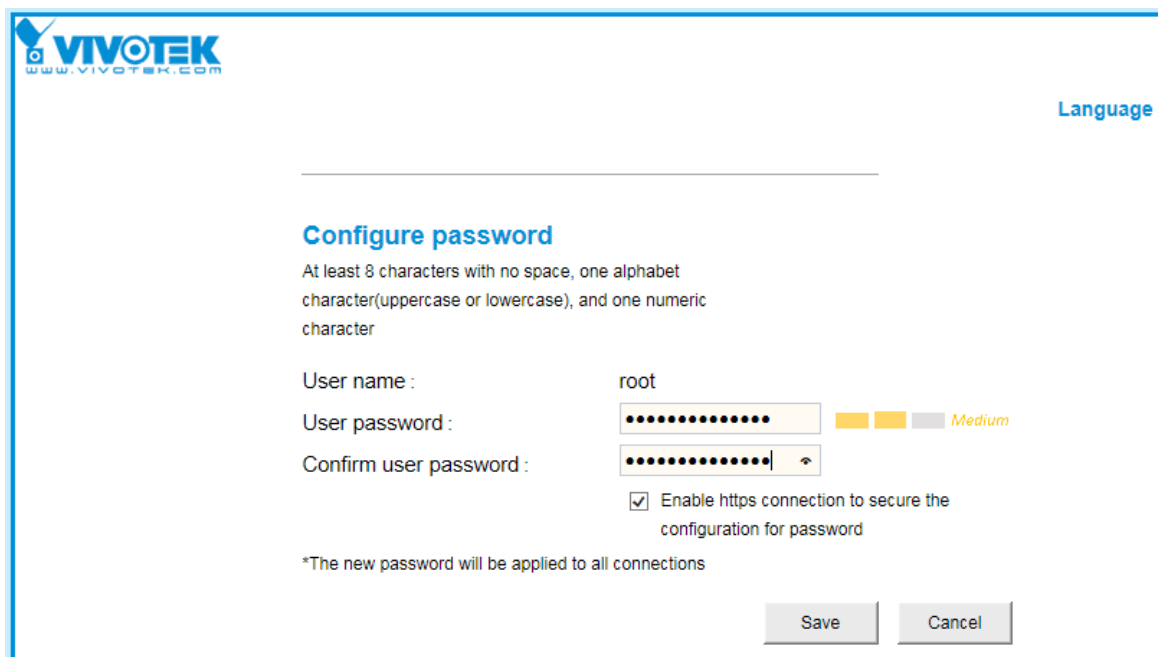 VIVOTEK
www.vivotek.com
Language
Configure password
At least 8 characters with no space, one alphabet
character(uppercase or lowercase), and one numeric
character
User name : root
User password : •••••••••••••• Medium
Confirm user password : ••••••••••••••
Enable https connection to secure the
configuration for password
*The new password will be applied to all connections
Save Cancel